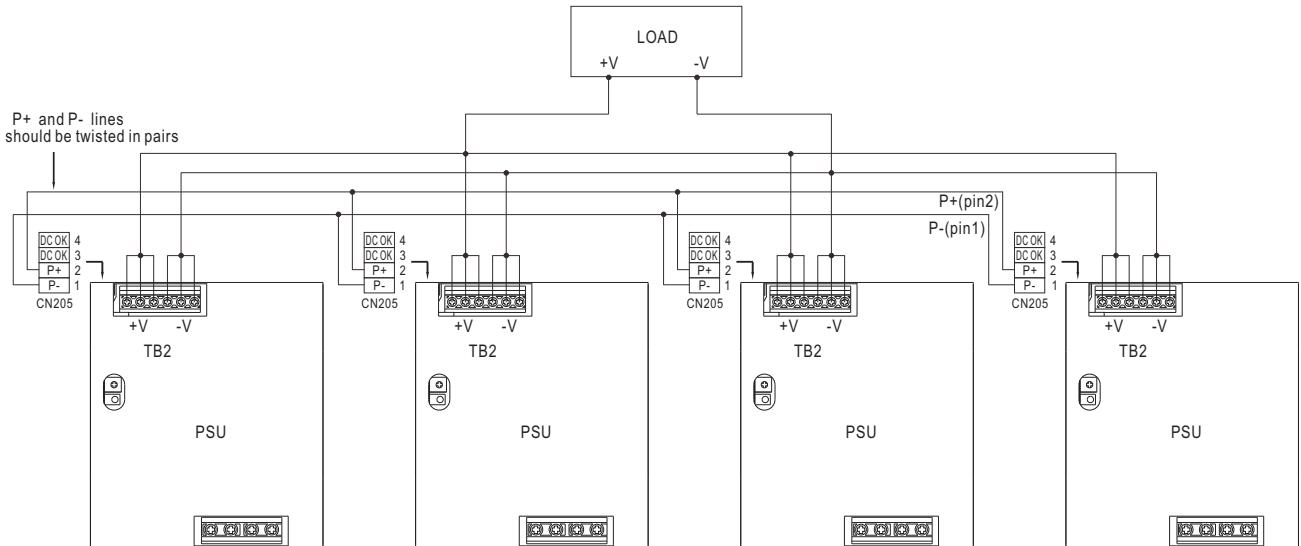 LOAD
+V -V
P+ and P- lines
should be twisted in pairs
P+(pin2)
P-(pin1)
DC OK 4
DC OK 3
P+ 2
P- 1
CN205
+V -V
TB2
PSU
DC OK 4
DC OK 3
P+ 2
P- 1
CN205
+V -V
TB2
PSU
DC OK 4
DC OK 3
P+ 2
P- 1
CN205
+V -V
TB2
PSU
DC OK 4
DC OK 3
P+ 2
P- 1
CN205
+V -V
TB2
PSU